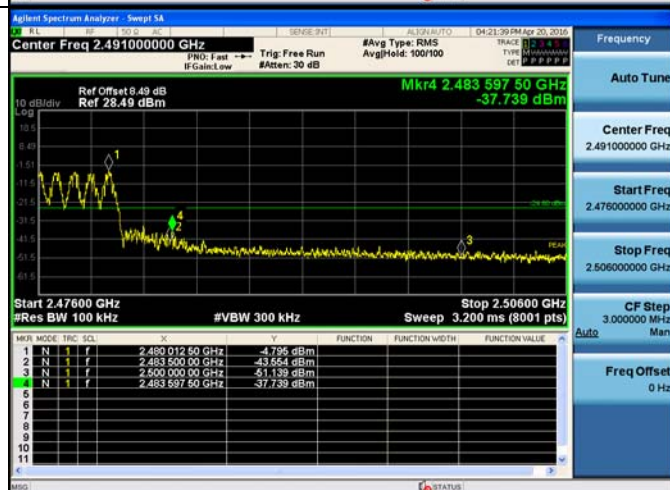 Agilent Spectrum Analyzer - Swept SA
RL RF 50 Ω AC SENSE:INT ALIGNAUTO 04:21:39 PM Apr 20, 2016
Center Freq 2.491000000 GHz
PNO: Fast
IFGain:Low
Trig: Free Run
#Atten: 30 dB
#Avg Type: RMS
Avg|Hold: 100/100
TRACE 1 2 3 4 5 6
TYPE
DET P P P P P P
Ref Offset 8.49 dB
10 dB/div Ref 28.49 dBm
Log
Mkr4 2.483 597 50 GHz
-37.739 dBm
1
4
2
3
-1.51
-11.5
-21.5
-31.5
-41.5
-51.5
-61.5
PEAK
Start 2.47600 GHz Stop 2.50600 GHz
#Res BW 100 kHz #VBW 300 kHz Sweep 3.200 ms (8001 pts)
MKR MODE TRC SCL X Y FUNCTION FUNCTION WIDTH FUNCTION VALUE
1 N 1 f 2.480 012 50 GHz -4.795 dBm
2 N 1 f 2.483 500 00 GHz -43.554 dBm
3 N 1 f 2.500 000 00 GHz -51.139 dBm
4 N 1 f 2.483 597 50 GHz -37.739 dBm
5
6
7
8
9
10
11
MSG STATUS
Frequency
Auto Tune
Center Freq
2.491000000 GHz
Start Freq
2.476000000 GHz
Stop Freq
2.506000000 GHz
CF Step
3.000000 MHz
Auto Man
Freq Offset
0 Hz